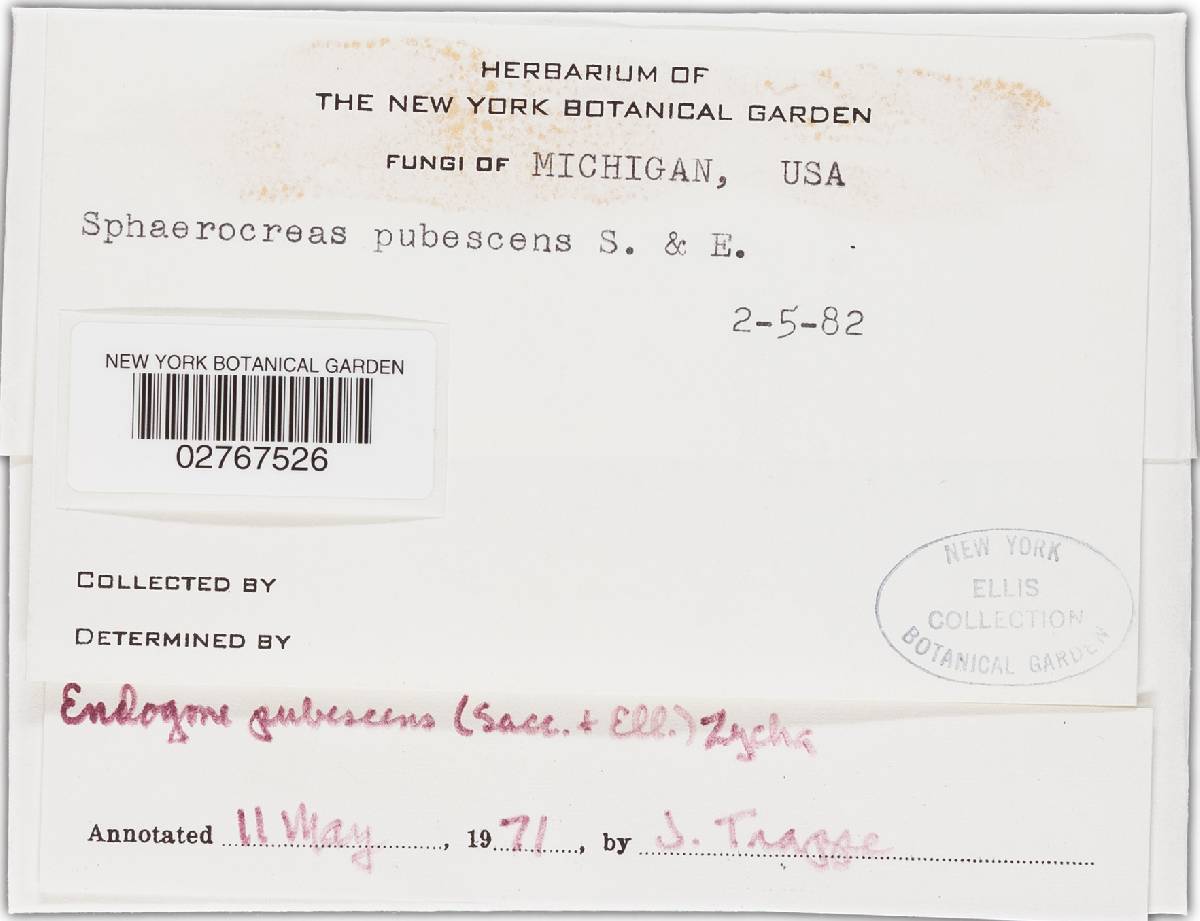 HERBARIUM OF
THE NEW YORK BOTANICAL GARDEN
FUNGI OF MICHIGAN, USA
Sphaerocreas pubescens S. & E.
2-5-82
NEW YORK BOTANICAL GARDEN
02767526
COLLECTED BY
DETERMINED BY
NEW YORK
ELLIS
COLLECTION
BOTANICAL GARDEN
Endogone pubescens (Sacc. + Ell.) Zycha
Annotated 11 May, 1971, by J. Trappe